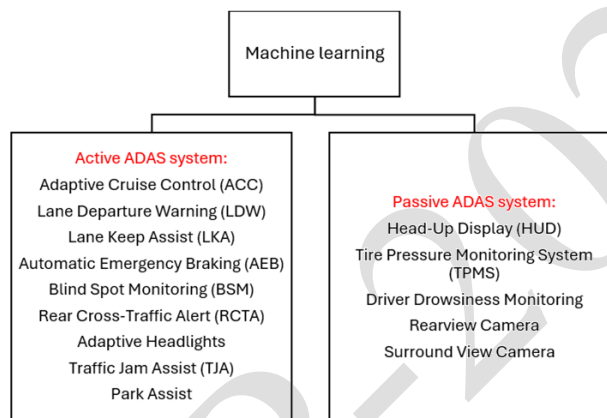 Machine learning
Active ADAS system:
Adaptive Cruise Control (ACC)
Lane Departure Warning (LDW)
Lane Keep Assist (LKA)
Automatic Emergency Braking (AEB)
Blind Spot Monitoring (BSM)
Rear Cross-Traffic Alert (RCTA)
Adaptive Headlights
Traffic Jam Assist (TJA)
Park Assist
Passive ADAS system:
Head-Up Display (HUD)
Tire Pressure Monitoring System
(TPMS)
Driver Drowsiness Monitoring
Rearview Camera
Surround View Camera